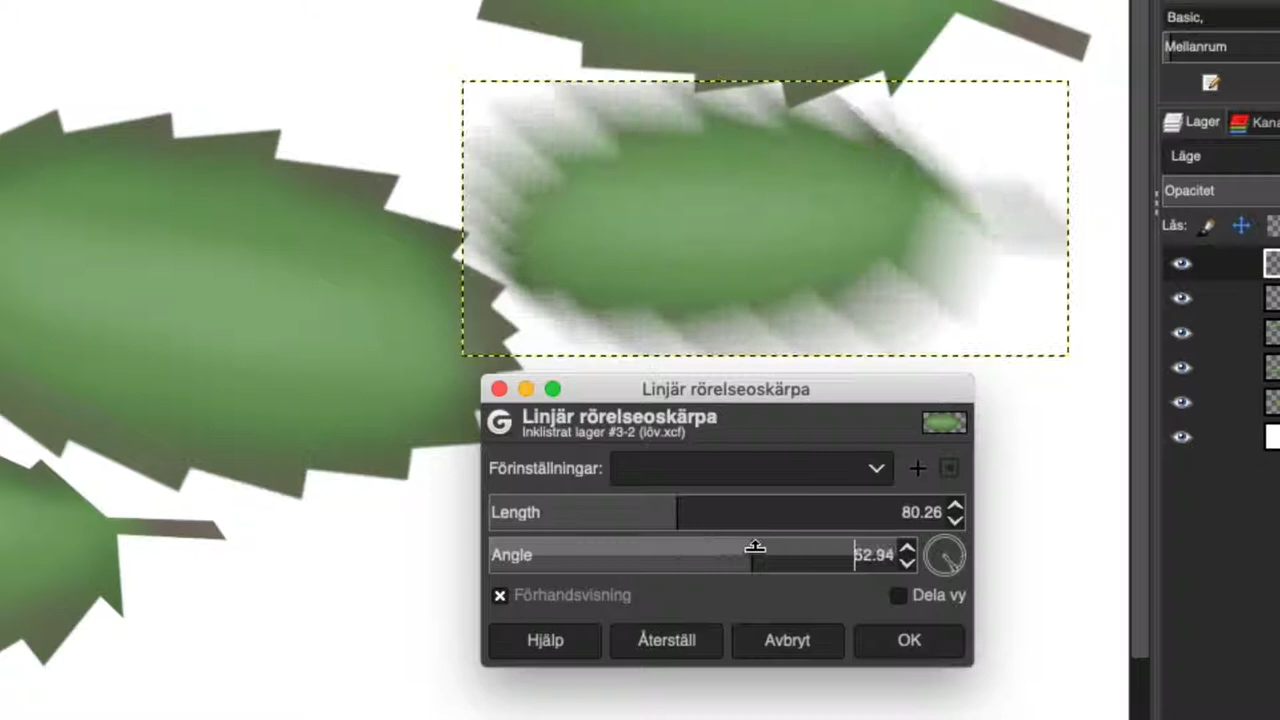 Basic,
Mellanrum
Lager
Kana
Läge
Opacitet
Lås:
Linjär rörelseoskärpa
Linjär rörelseoskärpa
Inklistrat lager #3-2 (löv.xcf)
Förinställningar:
Length 80.26
Angle 52.94
Förhandsvisning Dela vy
Hjälp Återställ Avbryt OK